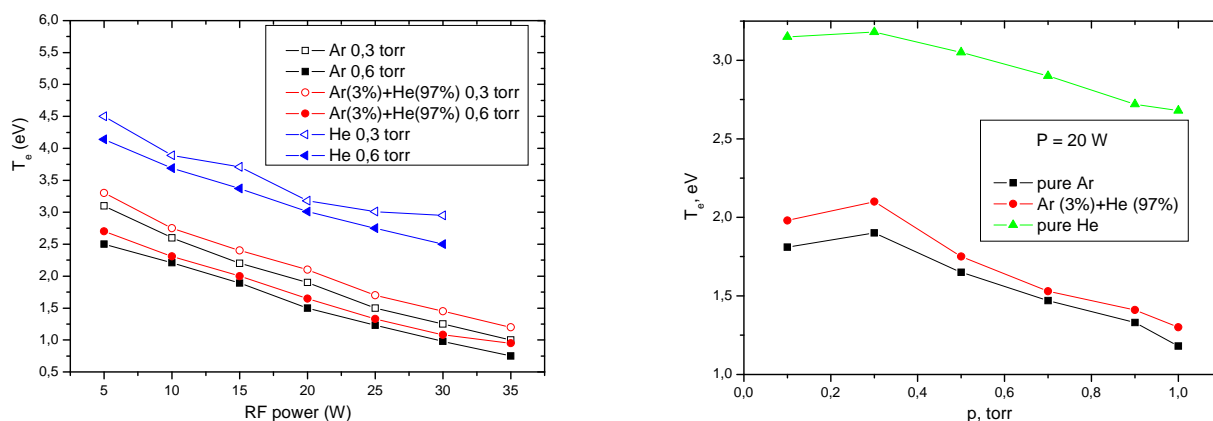 6,0
5,5
5,0
4,5
4,0
3,5
3,0
2,5
2,0
1,5
1,0
0,5
T_e (eV)
Ar 0,3 torr
Ar 0,6 torr
Ar(3%)+He(97%) 0,3 torr
Ar(3%)+He(97%) 0,6 torr
He 0,3 torr
He 0,6 torr
5 10 15 20 25 30 35
RF power (W)
3,0
2,5
2,0
1,5
1,0
T_e, eV
P = 20 W
pure Ar
Ar (3%)+He (97%)
pure He
0,0 0,2 0,4 0,6 0,8 1,0
p, torr